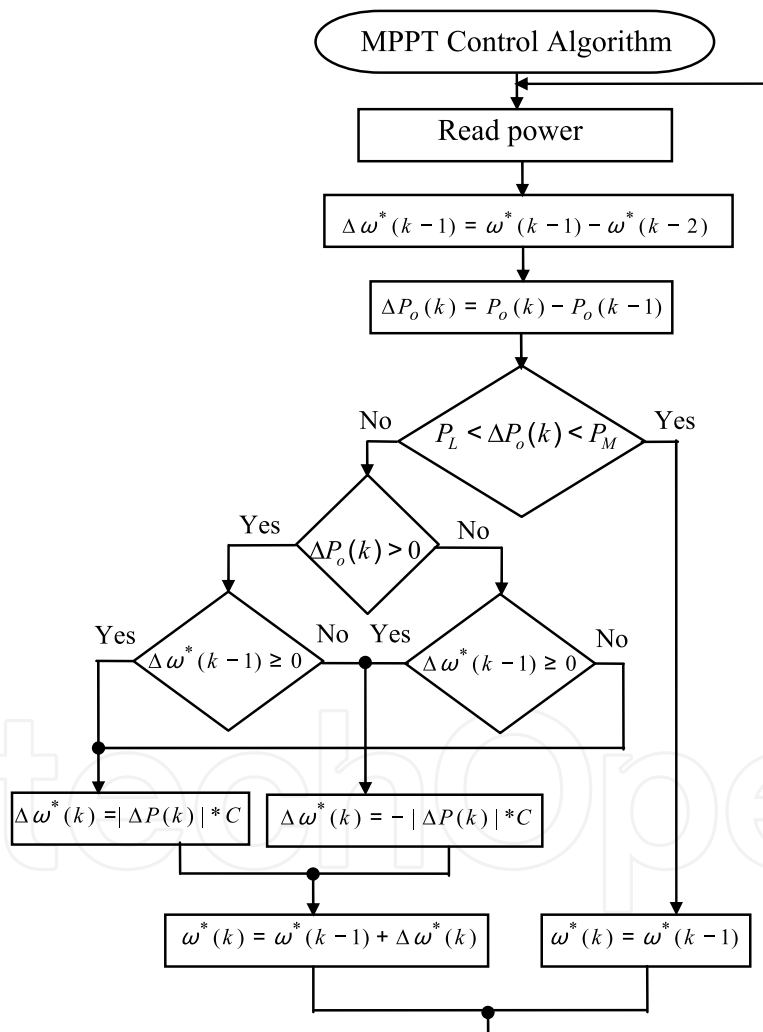 MPPT Control Algorithm
Read power
Δω*(k−1) = ω*(k−1) − ω*(k−2)
ΔP_o(k) = P_o(k) − P_o(k−1)
No
P_L < ΔP_o(k) < P_M
Yes
Yes
ΔP_o(k) > 0
No
Yes
Δω*(k−1) ≥ 0
No
Yes
Δω*(k−1) ≥ 0
No
Δω*(k) =| ΔP(k) | *C
Δω*(k) = − | ΔP(k) | *C
ω*(k) = ω*(k−1) + Δω*(k)
ω*(k) = ω*(k−1)
techOpe